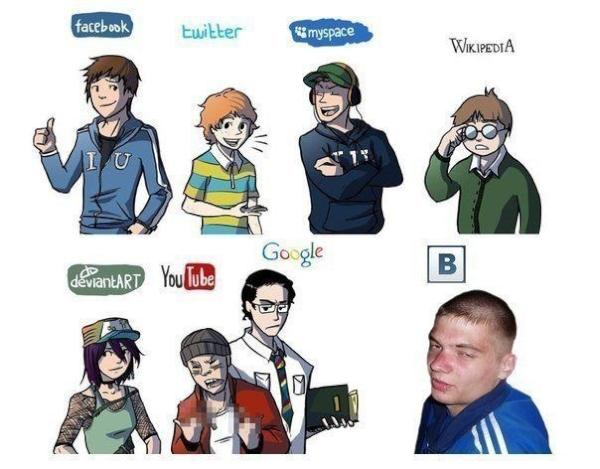 facebook
twitter
myspace
WIKIPEDIA
I U
deviantART
YouTube
Google
B